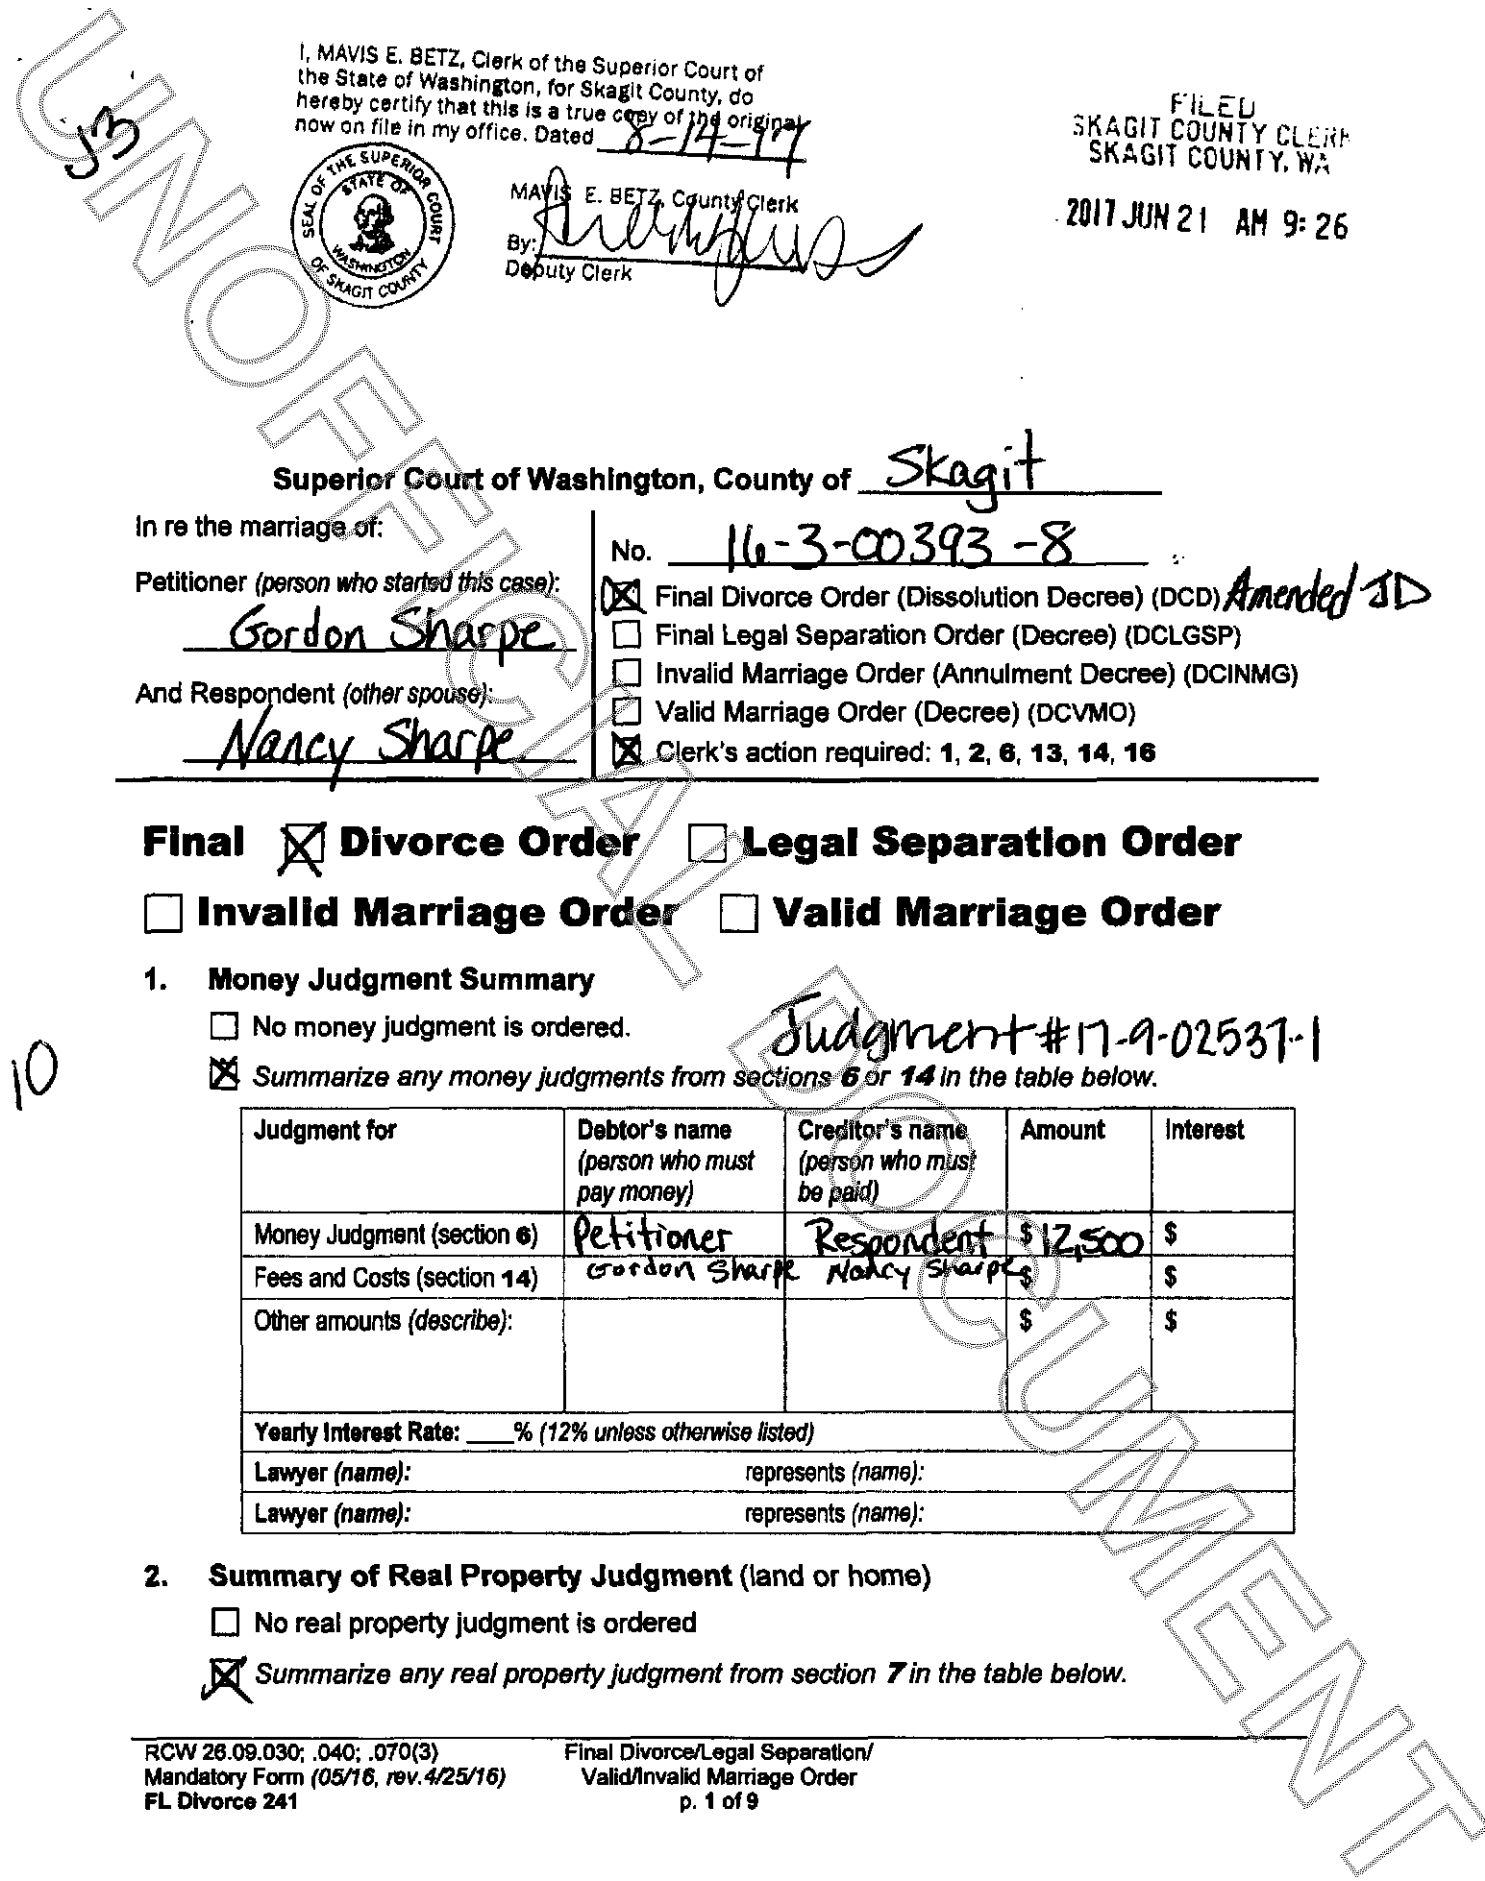 J3
I, MAVIS E. BETZ, Clerk of the Superior Court of
the State of Washington, for Skagit County, do
hereby certify that this is a true copy of the original
now on file in my office. Dated 8-14-17
SEAL OF THE SUPERIOR COURT
OF SKAGIT COUNTY
STATE OF
WASHINGTON
MAVIS E. BETZ, County Clerk
By:
Deputy Clerk
FILED
SKAGIT COUNTY CLERK
SKAGIT COUNTY, WA
2017 JUN 21 AM 9: 26
UNOFFICIAL DOCUMENT
Superior Court of Washington, County of Skagit
In re the marriage of:
Petitioner (person who started this case):
Gordon Sharpe
And Respondent (other spouse):
Nancy Sharpe
No. 16-3-00393-8
Final Divorce Order (Dissolution Decree) (DCD) Amended JD
Final Legal Separation Order (Decree) (DCLGSP)
Invalid Marriage Order (Annulment Decree) (DCINMG)
Valid Marriage Order (Decree) (DCVMO)
Clerk's action required: 1, 2, 6, 13, 14, 16
Final Divorce Order Legal Separation Order
Invalid Marriage Order Valid Marriage Order
1. Money Judgment Summary
No money judgment is ordered.
Judgment # 17-9-02537-1
10
Summarize any money judgments from sections 6 or 14 in the table below.
Judgment for Debtor's name Creditor's name Amount Interest
(person who must (person who must
pay money) be paid)
Money Judgment (section 6) Petitioner Respondent $ 12,500 $
Gordon Sharpe Nancy Sharpe
Fees and Costs (section 14) $ $
Other amounts (describe): $ $
Yearly Interest Rate: ____% (12% unless otherwise listed)
Lawyer (name): represents (name):
Lawyer (name): represents (name):
2. Summary of Real Property Judgment (land or home)
No real property judgment is ordered
Summarize any real property judgment from section 7 in the table below.
RCW 26.09.030; .040; .070(3)
Mandatory Form (05/16, rev.4/25/16)
FL Divorce 241
Final Divorce/Legal Separation/
Valid/Invalid Marriage Order
p. 1 of 9